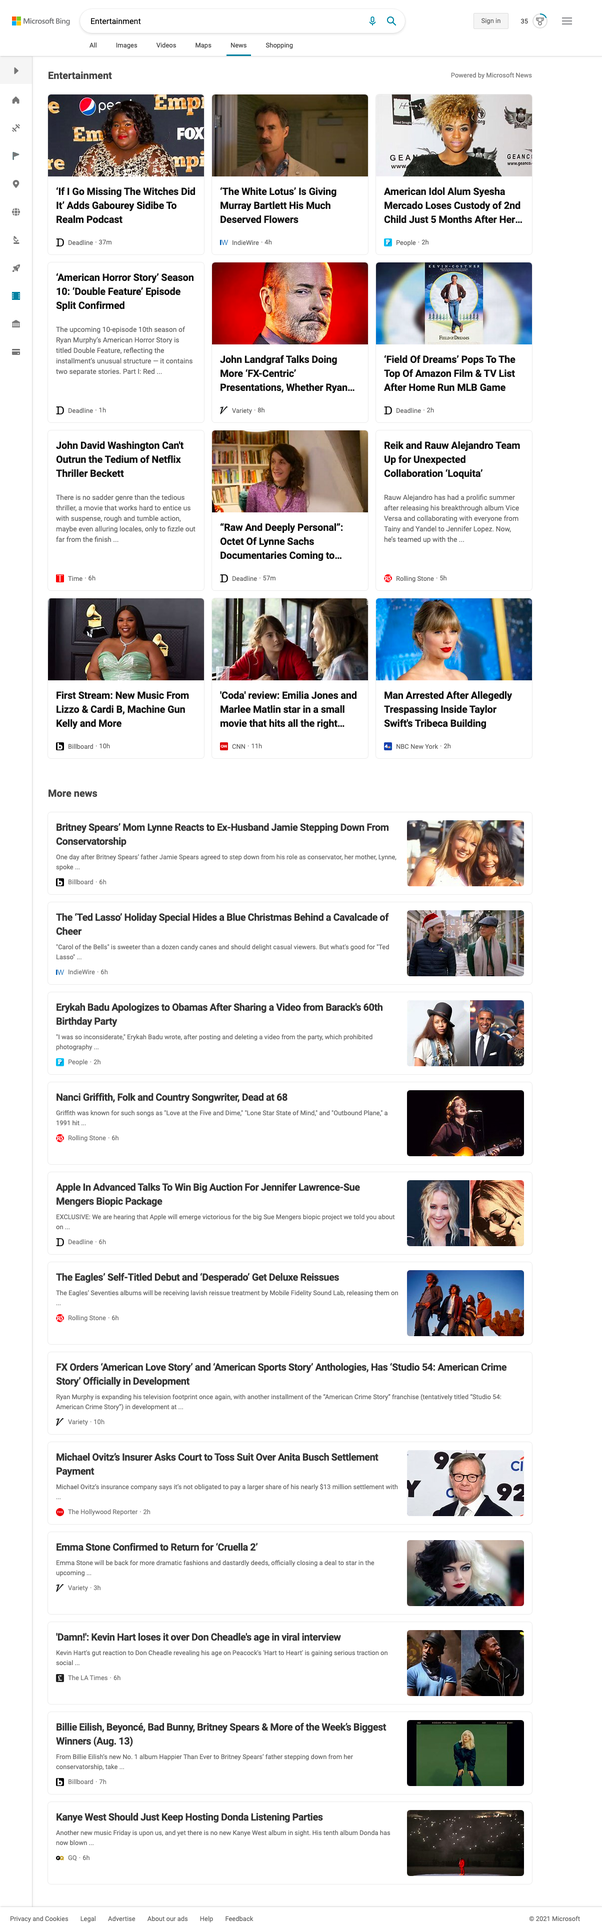 Microsoft Bing
Entertainment
Sign in
35
All
Images
Videos
Maps
News
Shopping
Entertainment
Powered by Microsoft News
'If I Go Missing The Witches Did
It' Adds Gabourey Sidibe To
Realm Podcast
Deadline · 37m
'The White Lotus' Is Giving
Murray Bartlett His Much
Deserved Flowers
IndieWire · 4h
American Idol Alum Syesha
Mercado Loses Custody of 2nd
Child Just 5 Months After Her...
People · 2h
'American Horror Story' Season
10: 'Double Feature' Episode
Split Confirmed
The upcoming 10-episode 10th season of
Ryan Murphy's American Horror Story is
titled Double Feature, reflecting the
installment's unusual structure — it contains
two separate stories. Part I: Red ...
Deadline · 1h
John Landgraf Talks Doing
More 'FX-Centric'
Presentations, Whether Ryan...
Variety · 8h
FIELD OF DREAMS
'Field Of Dreams' Pops To The
Top Of Amazon Film & TV List
After Home Run MLB Game
Deadline · 2h
John David Washington Can't
Outrun the Tedium of Netflix
Thriller Beckett
There is no sadder genre than the tedious
thriller, a movie that works hard to entice us
with suspense, rough and tumble action,
maybe even alluring locales, only to fizzle out
far from the finish ...
Time · 6h
"Raw And Deeply Personal":
Octet Of Lynne Sachs
Documentaries Coming to...
Deadline · 57m
Reik and Rauw Alejandro Team
Up for Unexpected
Collaboration 'Loquita'
Rauw Alejandro has had a prolific summer
after releasing his breakthrough album Vice
Versa and collaborating with everyone from
Tainy and Yandel to Jennifer Lopez. Now,
he's teamed up with the ...
Rolling Stone · 5h
First Stream: New Music From
Lizzo & Cardi B, Machine Gun
Kelly and More
Billboard · 10h
'Coda' review: Emilia Jones and
Marlee Matlin star in a small
movie that hits all the right...
CNN · 11h
Man Arrested After Allegedly
Trespassing Inside Taylor
Swift's Tribeca Building
NBC New York · 2h
More news
Britney Spears' Mom Lynne Reacts to Ex-Husband Jamie Stepping Down From
Conservatorship
One day after Britney Spears' father Jamie Spears agreed to step down from his role as conservator, her mother, Lynne,
spoke ...
Billboard · 6h
The 'Ted Lasso' Holiday Special Hides a Blue Christmas Behind a Cavalcade of
Cheer
"Carol of the Bells" is sweeter than a dozen candy canes and should delight casual viewers. But what's good for "Ted
Lasso" ...
IndieWire · 6h
Erykah Badu Apologizes to Obamas After Sharing a Video from Barack's 60th
Birthday Party
"I was so inconsiderate," Erykah Badu wrote, after posting and deleting a video from the party, which prohibited
photography ...
People · 2h
Nanci Griffith, Folk and Country Songwriter, Dead at 68
Griffith was known for such songs as "Love at the Five and Dime," "Lone Star State of Mind," and "Outbound Plane," a
1991 hit ...
Rolling Stone · 6h
Apple In Advanced Talks To Win Big Auction For Jennifer Lawrence-Sue
Mengers Biopic Package
EXCLUSIVE: We are hearing that Apple will emerge victorious for the big Sue Mengers biopic project we told you about
on ...
Deadline · 6h
The Eagles' Self-Titled Debut and 'Desperado' Get Deluxe Reissues
The Eagles' Seventies albums will be receiving lavish reissue treatment by Mobile Fidelity Sound Lab, releasing them on
...
Rolling Stone · 6h
FX Orders 'American Love Story' and 'American Sports Story' Anthologies, Has 'Studio 54: American Crime
Story' Officially in Development
Ryan Murphy is expanding his television footprint once again, with another installment of the "American Crime Story" franchise (tentatively titled "Studio 54:
American Crime Story") in development at ...
Variety · 10h
Michael Ovitz's Insurer Asks Court to Toss Suit Over Anita Busch Settlement
Payment
Michael Ovitz's insurance company says it's not obligated to pay a larger share of his nearly $13 million settlement with
...
The Hollywood Reporter · 2h
Emma Stone Confirmed to Return for 'Cruella 2'
Emma Stone will be back for more dramatic fashions and dastardly deeds, officially closing a deal to star in the
upcoming ...
Variety · 3h
'Damn!': Kevin Hart loses it over Don Cheadle's age in viral interview
Kevin Hart's gut reaction to Don Cheadle revealing his age on Peacock's 'Hart to Heart' is gaining serious traction on
social ...
The LA Times · 6h
Billie Eilish, Beyoncé, Bad Bunny, Britney Spears & More of the Week's Biggest
Winners (Aug. 13)
From Billie Eilish's new No. 1 album Happier Than Ever to Britney Spears' father stepping down from her
conservatorship, take ...
Billboard · 7h
Kanye West Should Just Keep Hosting Donda Listening Parties
Another new music Friday is upon us, and yet there is no new Kanye West album in sight. His tenth album Donda has
now blown ...
GQ · 6h
Privacy and Cookies
Legal
Advertise
About our ads
Help
Feedback
© 2021 Microsoft